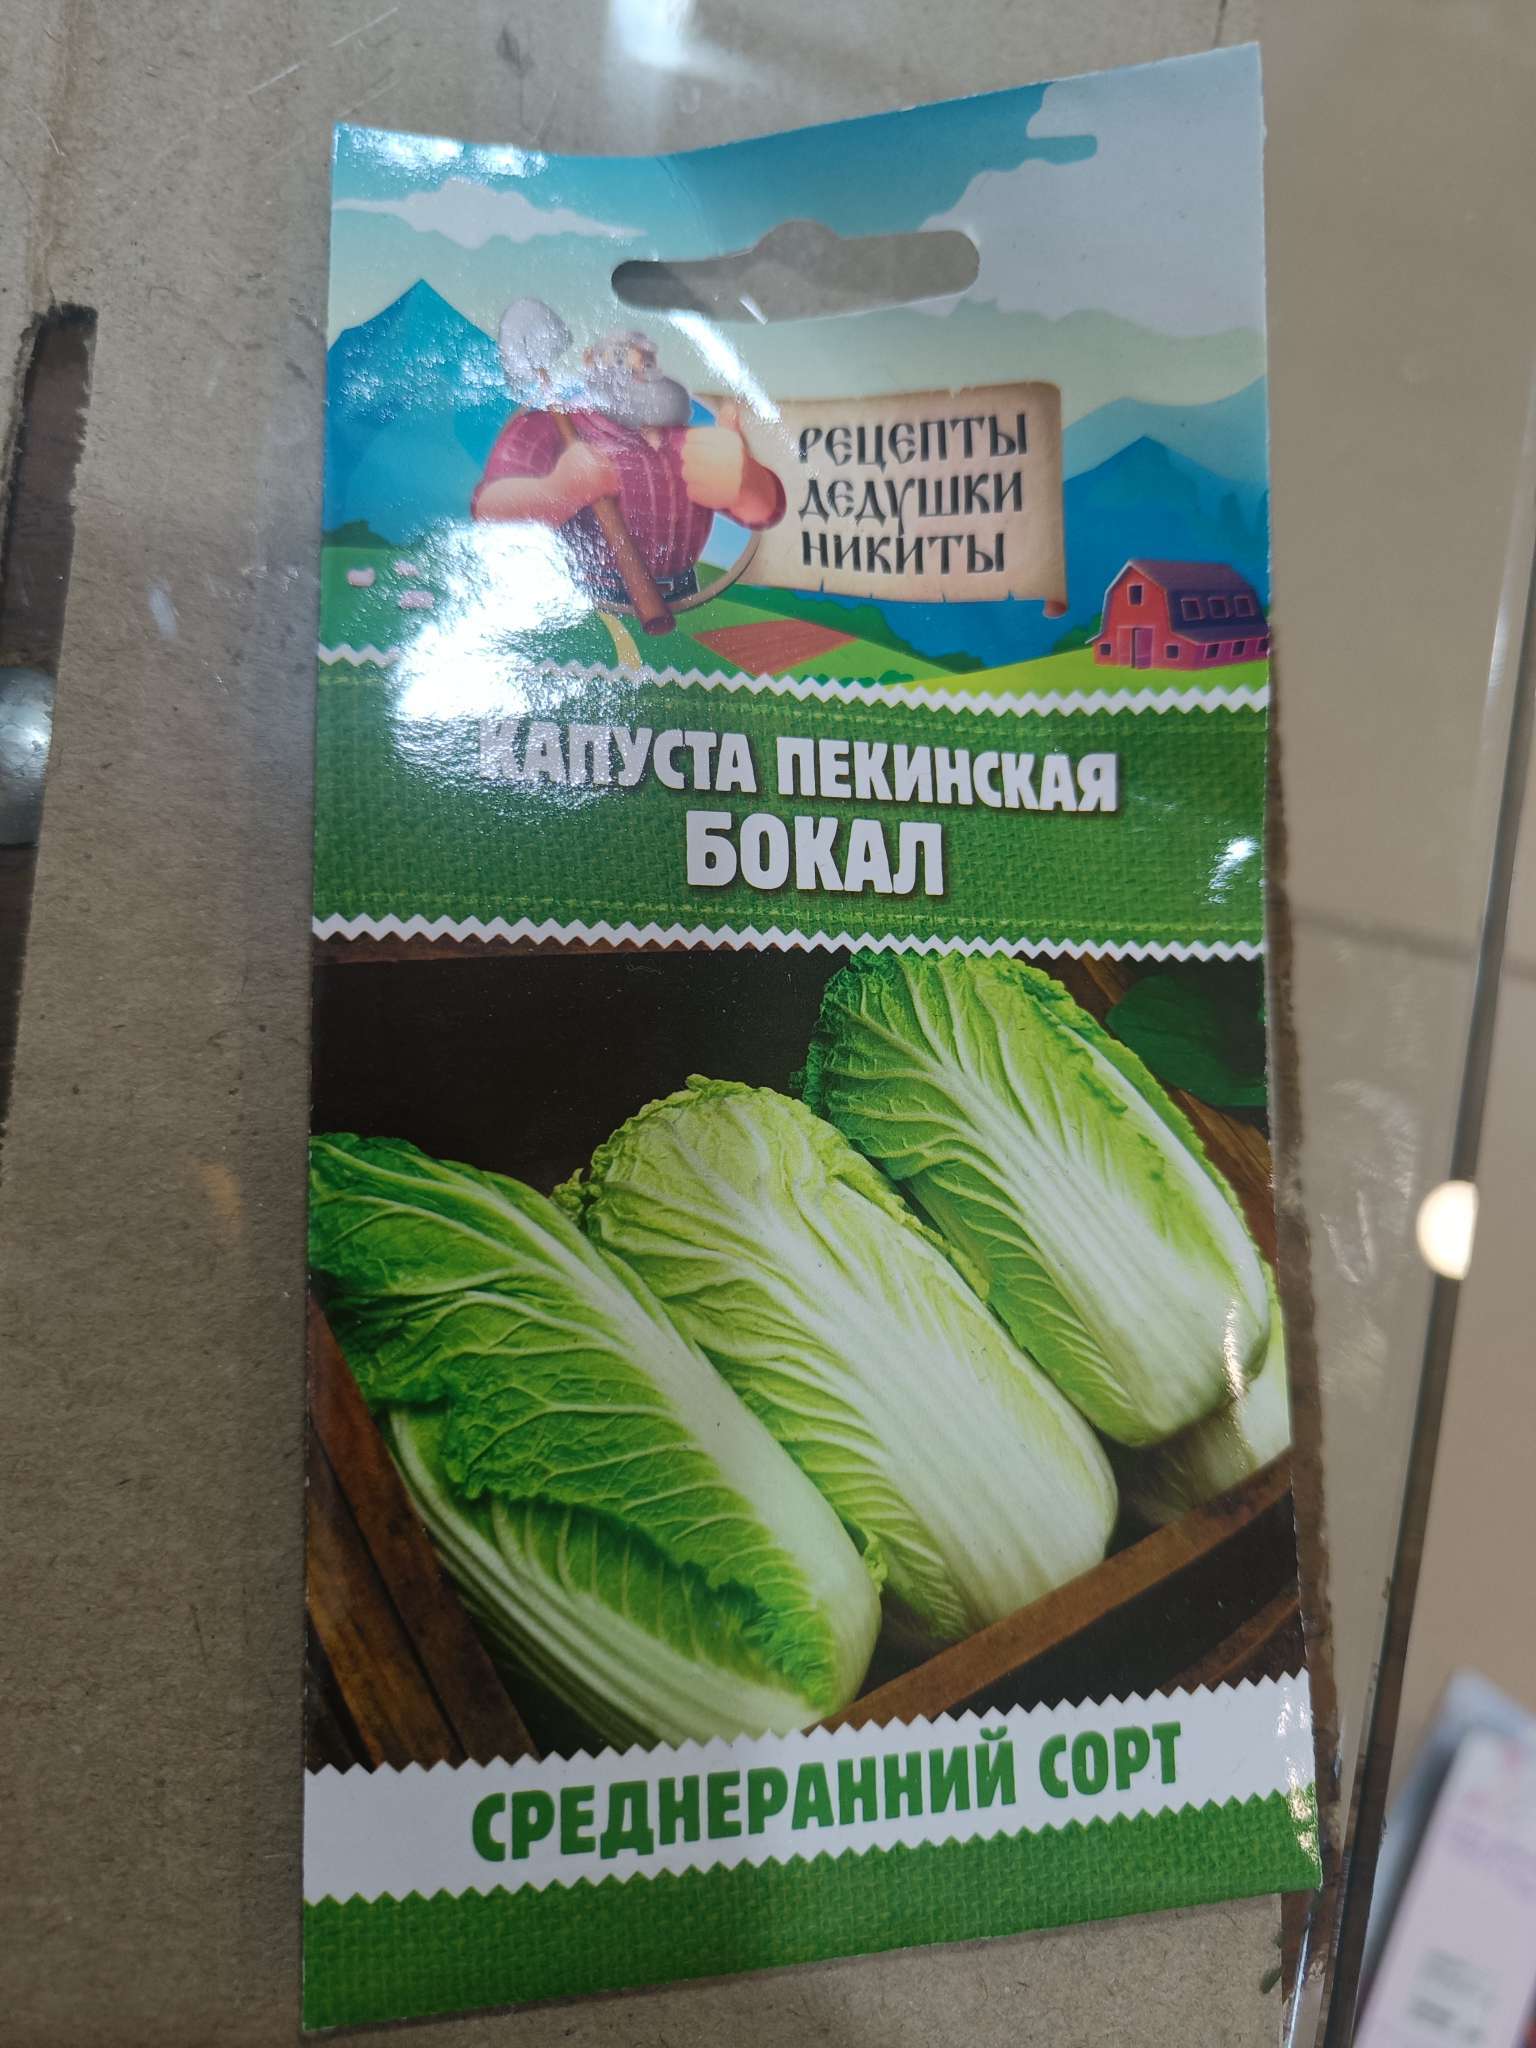 РЕЦЕПТЫ
ДЕДУШКИ
НИКИТЫ
КАПУСТА ПЕКИНСКАЯ
БОКАЛ
СРЕДНЕРАННИЙ СОРТ